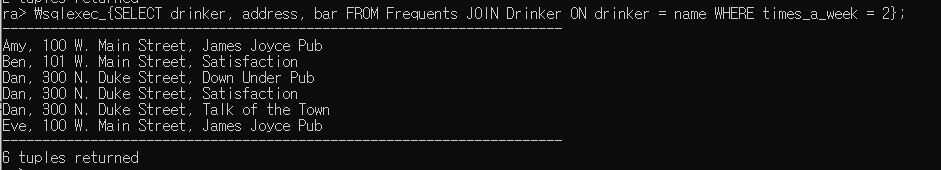 ra> ₩sqlexec_{SELECT drinker, address, bar FROM Frequents JOIN Drinker ON drinker = name WHERE times_a_week = 2};
----------------------------------------------------------------------
Amy, 100 W. Main Street, James Joyce Pub
Ben, 101 W. Main Street, Satisfaction
Dan, 300 N. Duke Street, Down Under Pub
Dan, 300 N. Duke Street, Satisfaction
Dan, 300 N. Duke Street, Talk of the Town
Eve, 100 W. Main Street, James Joyce Pub
----------------------------------------------------------------------
6 tuples returned